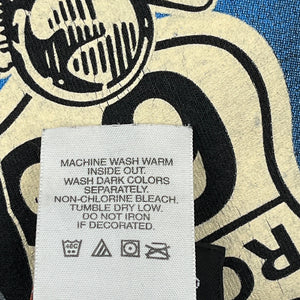 MACHINE WASH WARM
INSIDE OUT.
WASH DARK COLORS
SEPARATELY.
NON-CHLORINE BLEACH.
TUMBLE DRY LOW.
DO NOT IRON
IF DECORATED.
RO